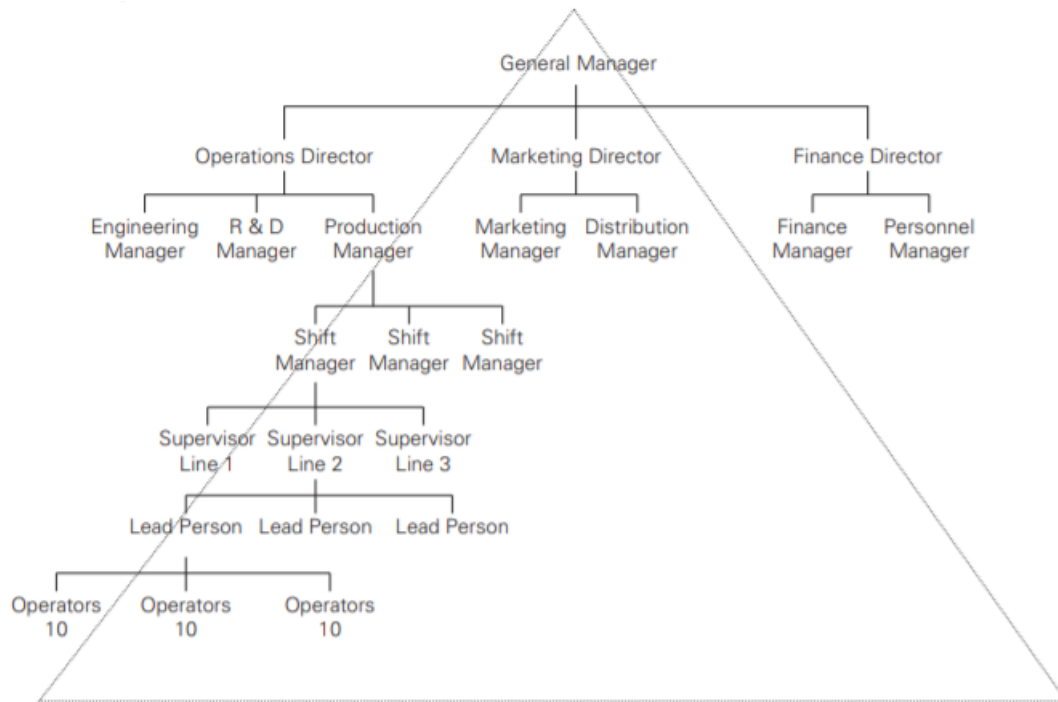 General Manager
Operations Director Marketing Director Finance Director
Engineering R & D Production Marketing Distribution Finance Personnel
Manager Manager Manager Manager Manager Manager Manager
Shift Shift Shift
Manager Manager Manager
Supervisor Supervisor Supervisor
Line 1 Line 2 Line 3
Lead Person Lead Person Lead Person
Operators Operators Operators
10 10 10